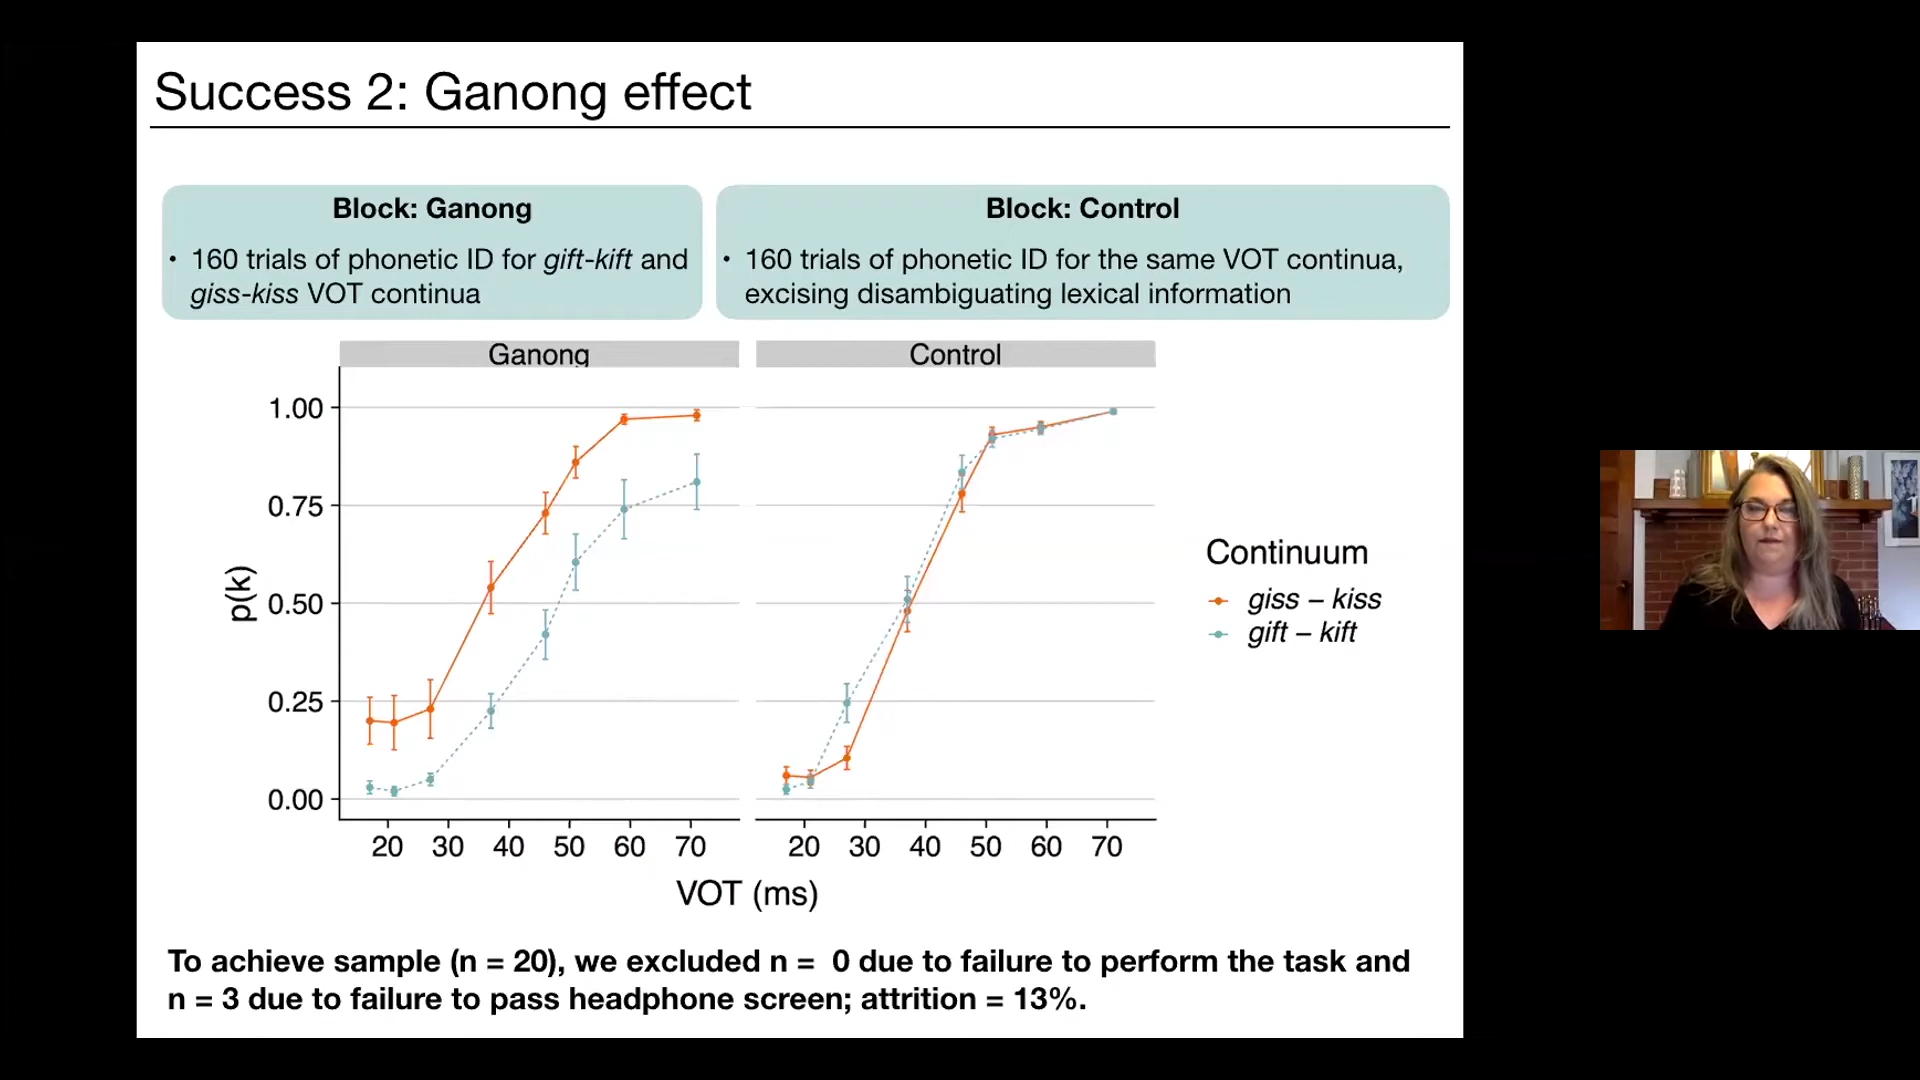 Success 2: Ganong effect
Block: Ganong
• 160 trials of phonetic ID for gift-kift and
giss-kiss VOT continua
Block: Control
• 160 trials of phonetic ID for the same VOT continua,
excising disambiguating lexical information
Ganong
Control
1.00
0.75
0.50
0.25
0.00
p(k)
20 30 40 50 60 70
20 30 40 50 60 70
VOT (ms)
Continuum
giss – kiss
gift – kift
To achieve sample (n = 20), we excluded n = 0 due to failure to perform the task and
n = 3 due to failure to pass headphone screen; attrition = 13%.